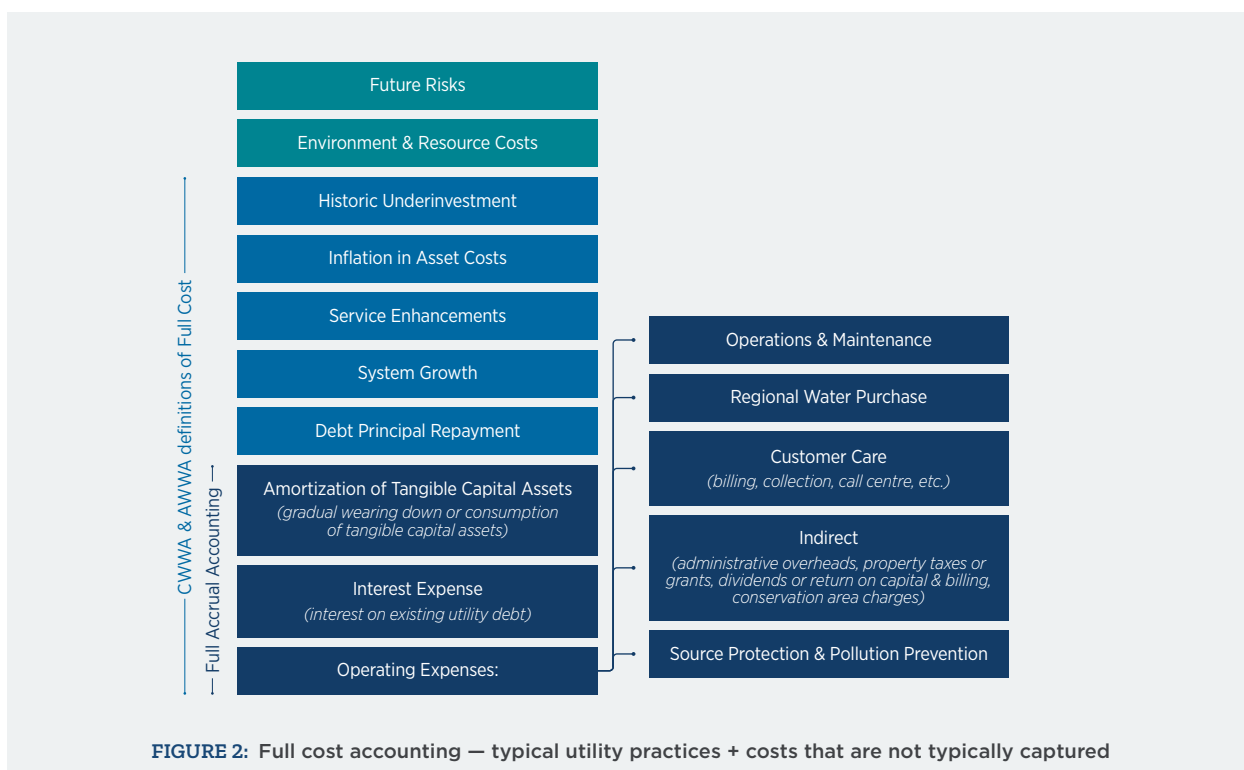 Future Risks
Environment & Resource Costs
Historic Underinvestment
Inflation in Asset Costs
Service Enhancements
System Growth
Debt Principal Repayment
Amortization of Tangible Capital Assets
(gradual wearing down or consumption
of tangible capital assets)
Interest Expense
(interest on existing utility debt)
Operating Expenses:
CWWA & AWWA definitions of Full Cost
Full Accrual Accounting
Operations & Maintenance
Regional Water Purchase
Customer Care
(billing, collection, call centre, etc.)
Indirect
(administrative overheads, property taxes or
grants, dividends or return on capital & billing,
conservation area charges)
Source Protection & Pollution Prevention
FIGURE 2: Full cost accounting — typical utility practices + costs that are not typically captured